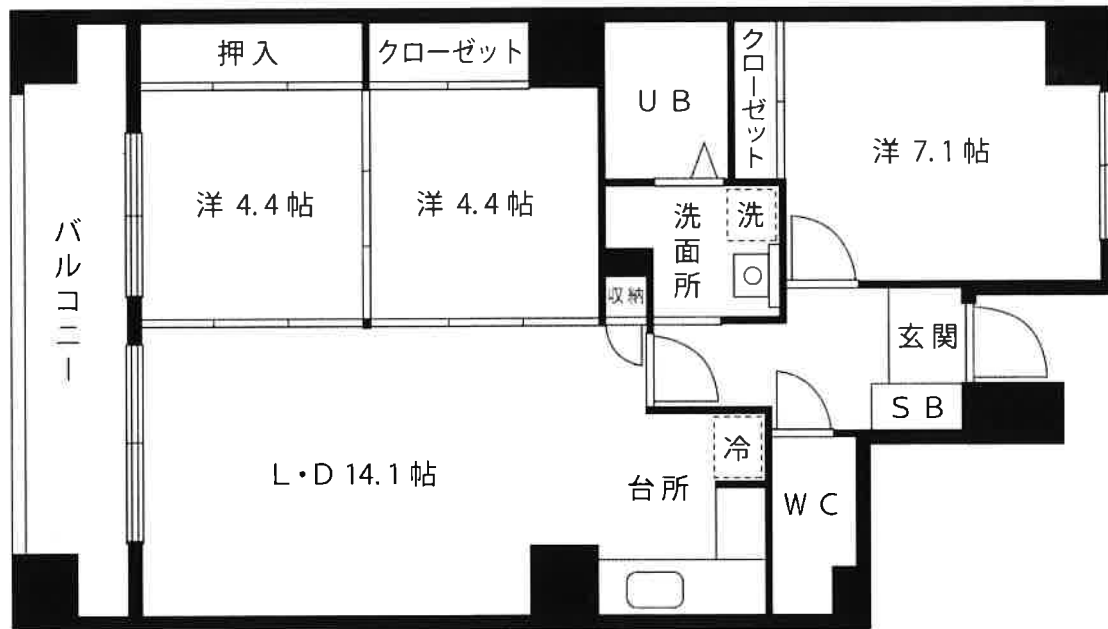 押入
クローゼット
UB
クローゼット
洋 7.1帖
洋 4.4帖
洋 4.4帖
洗面所
洗
バルコニー
収納
玄関
SB
L・D 14.1帖
台所
冷
WC